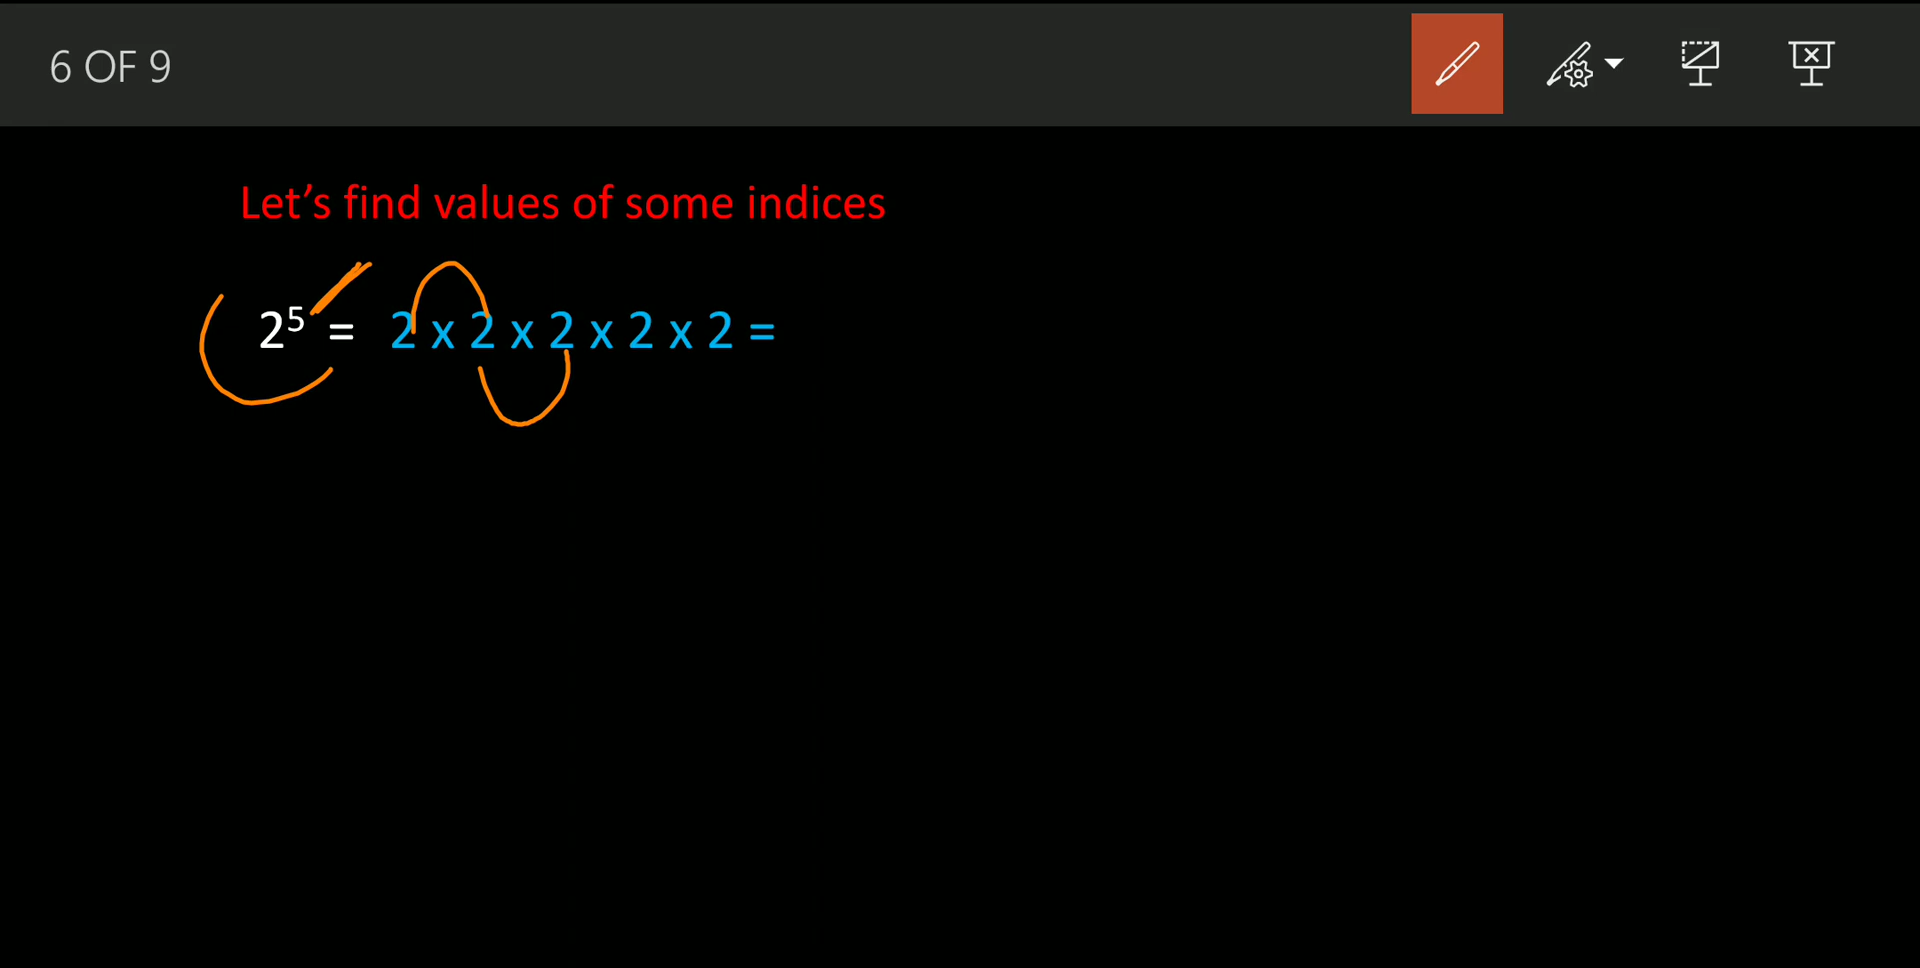 6 OF 9
Let’s find values of some indices
2⁵ = 2 x 2 x 2 x 2 x 2 =